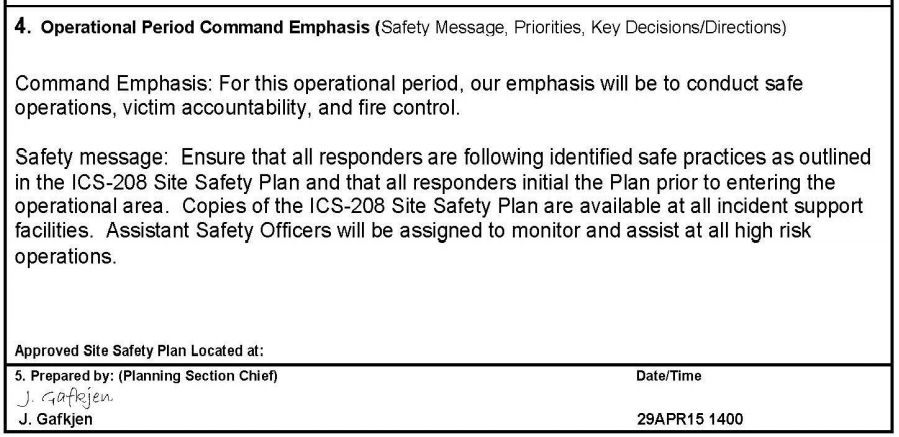 4. Operational Period Command Emphasis (Safety Message, Priorities, Key Decisions/Directions)
Command Emphasis: For this operational period, our emphasis will be to conduct safe
operations, victim accountability, and fire control.
Safety message:  Ensure that all responders are following identified safe practices as outlined
in the ICS-208 Site Safety Plan and that all responders initial the Plan prior to entering the
operational area.  Copies of the ICS-208 Site Safety Plan are available at all incident support
facilities.  Assistant Safety Officers will be assigned to monitor and assist at all high risk
operations.
Approved Site Safety Plan Located at:
5. Prepared by: (Planning Section Chief) Date/Time
J. Gafkjen
J. Gafkjen 29APR15 1400